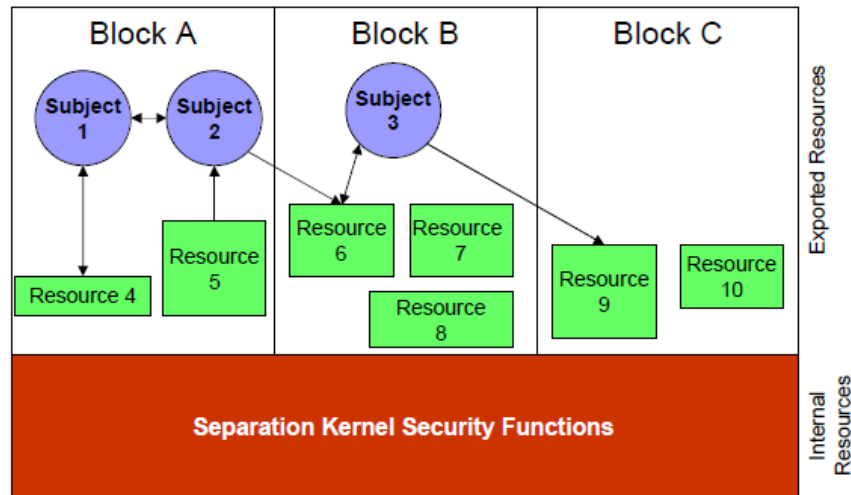 Block A
Block B
Block C
Subject
1
Subject
2
Subject
3
Resource 4
Resource
5
Resource
6
Resource
7
Resource
8
Resource
9
Resource
10
Exported Resources
Separation Kernel Security Functions
Internal
Resources